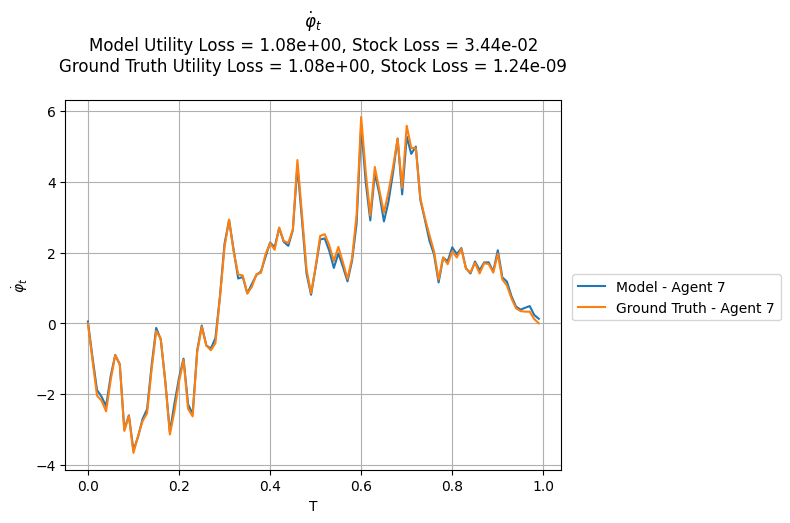 φ̇ₜ
Model Utility Loss = 1.08e+00, Stock Loss = 3.44e-02
Ground Truth Utility Loss = 1.08e+00, Stock Loss = 1.24e-09
6
4
2
0
−2
−4
φ̇ₜ
0.0 0.2 0.4 0.6 0.8 1.0
T
Model - Agent 7
Ground Truth - Agent 7